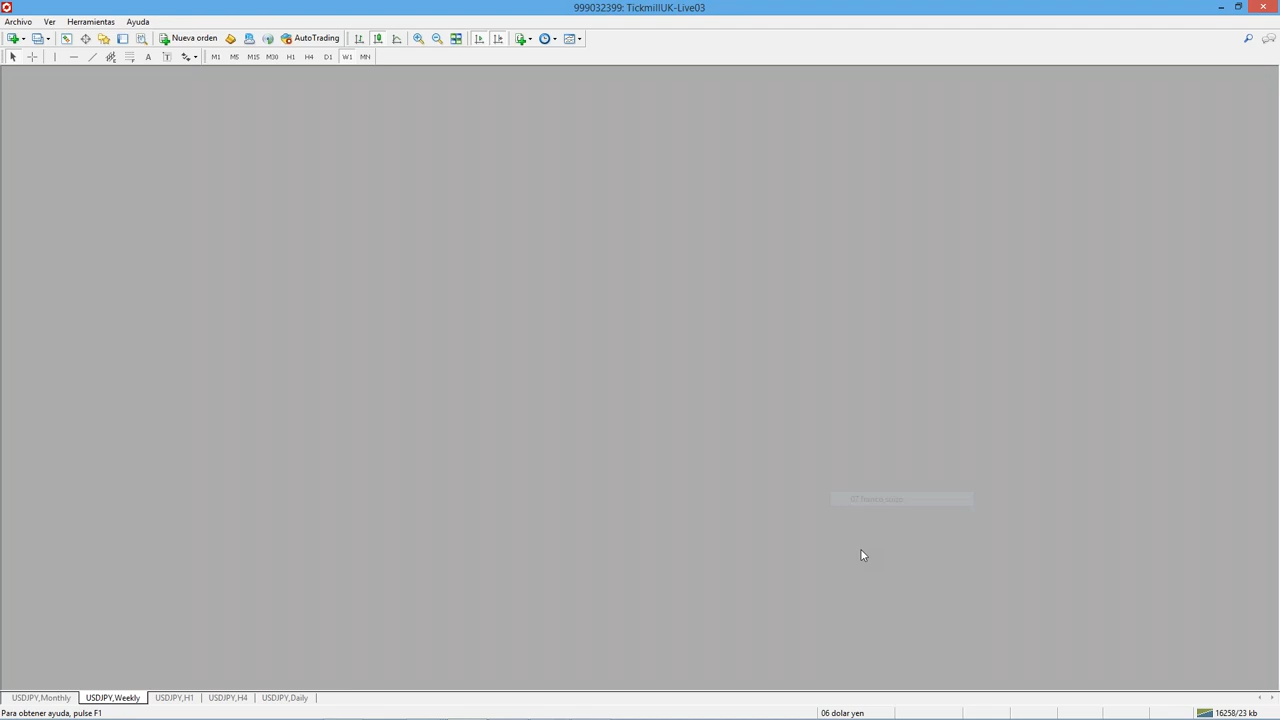 999032399: TickmillUK-Live03
Archivo Ver Herramientas Ayuda
Nueva orden AutoTrading
A T M1 M5 M15 M30 H1 H4 D1 W1 MN
USDJPY,Monthly USDJPY,Weekly USDJPY,H1 USDJPY,H4 USDJPY,Daily
Para obtener ayuda, pulse F1 06 dolar yen 16258/23 kb